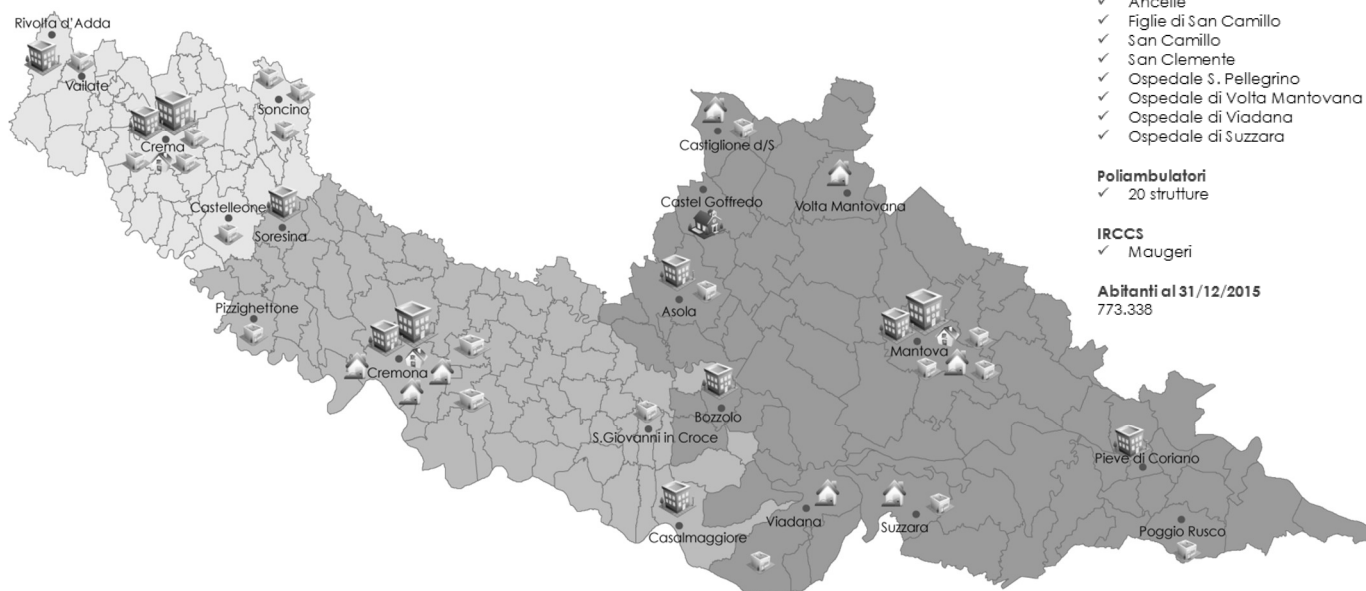 Rivolta d'Adda
Vailate
Soncino
Crema
Castelleone
Soresina
Pizzighettone
Cremona
S.Giovanni in Croce
Casalmaggiore
Castiglione d/S
Castel Goffredo
Volta Mantovana
Asola
Mantova
Bozzolo
Viadana
Suzzara
Pieve di Coriano
Poggio Rusco
✓ Ancelle
✓ Figlie di San Camillo
✓ San Camillo
✓ San Clemente
✓ Ospedale S. Pellegrino
✓ Ospedale di Volta Mantovana
✓ Ospedale di Viadana
✓ Ospedale di Suzzara
Poliambulatori
✓ 20 strutture
IRCCS
✓ Maugeri
Abitanti al 31/12/2015
773.338